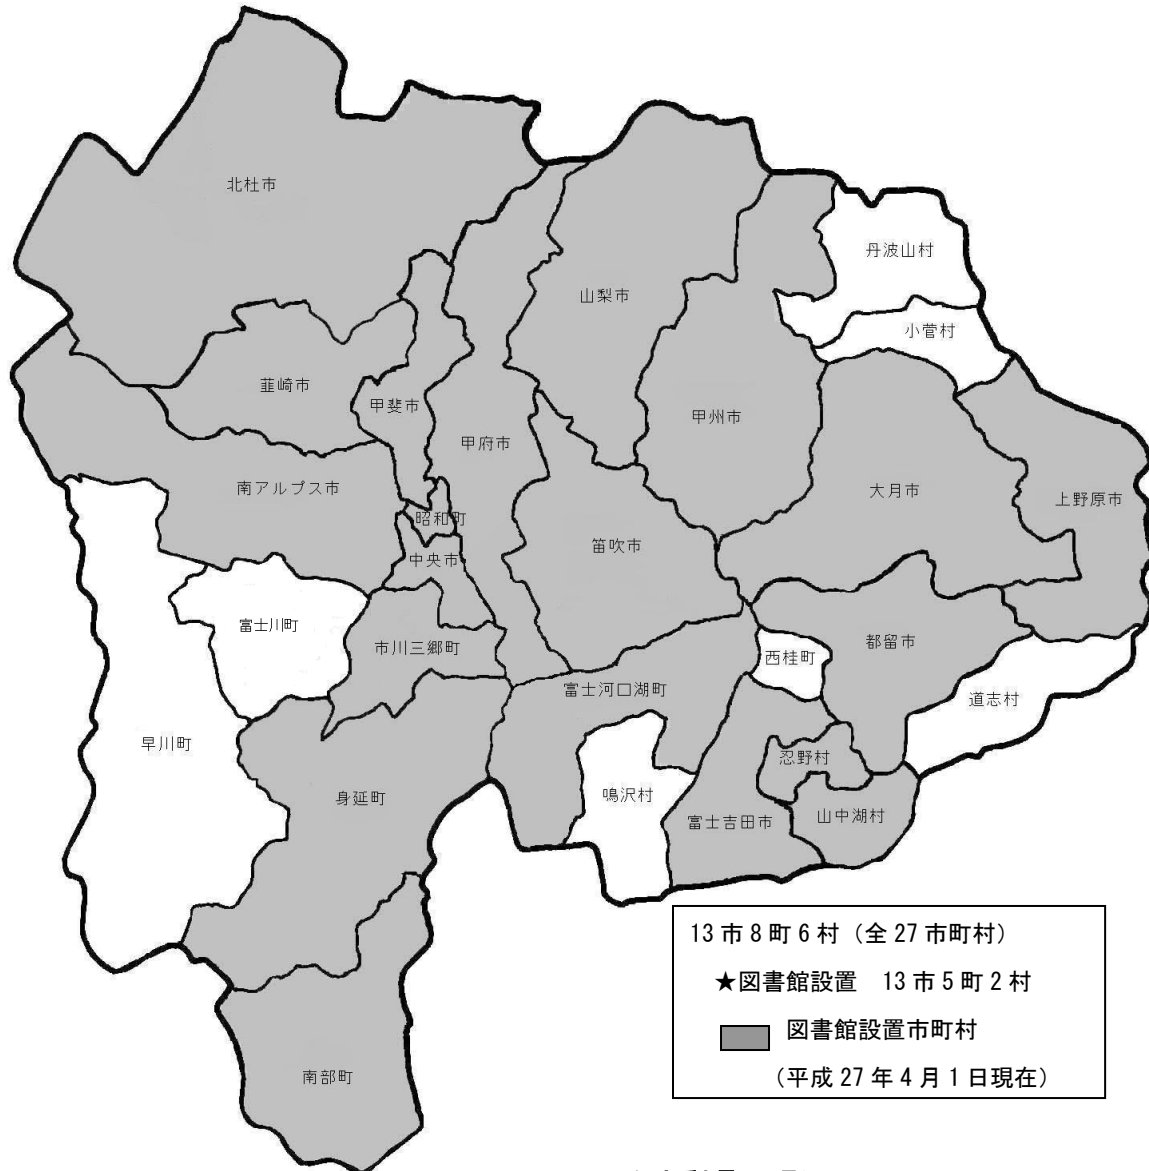 北杜市
丹波山村
山梨市
小菅村
韮崎市
甲斐市
甲州市
甲府市
南アルプス市
大月市
上野原市
昭和町
笛吹市
中央市
富士川町
市川三郷町
都留市
西桂町
富士河口湖町
道志村
早川町
忍野村
身延町
鳴沢村
富士吉田市
山中湖村
南部町
13市8町6村（全27市町村）
★図書館設置　13市5町2村
図書館設置市町村
（平成27年4月1日現在）